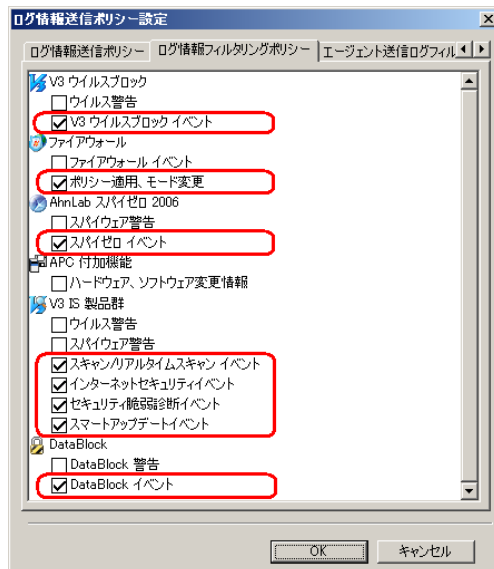 ログ情報送信ポリシー設定
ログ情報送信ポリシー ログ情報フィルタリングポリシー エージェント送信ログフィル
V3 ウイルスブロック
ウイルス警告
V3 ウイルスブロック イベント
ファイアウォール
ファイアウォール イベント
ポリシー適用、モード変更
AhnLab スパイゼロ 2006
スパイウェア警告
スパイゼロ イベント
APC 付加機能
ハードウェア、ソフトウェア変更情報
V3 IS 製品群
ウイルス警告
スパイウェア警告
スキャン/リアルタイムスキャン イベント
インターネットセキュリティイベント
セキュリティ脆弱診断イベント
スマートアップデートイベント
DataBlock
DataBlock 警告
DataBlock イベント
OK キャンセル